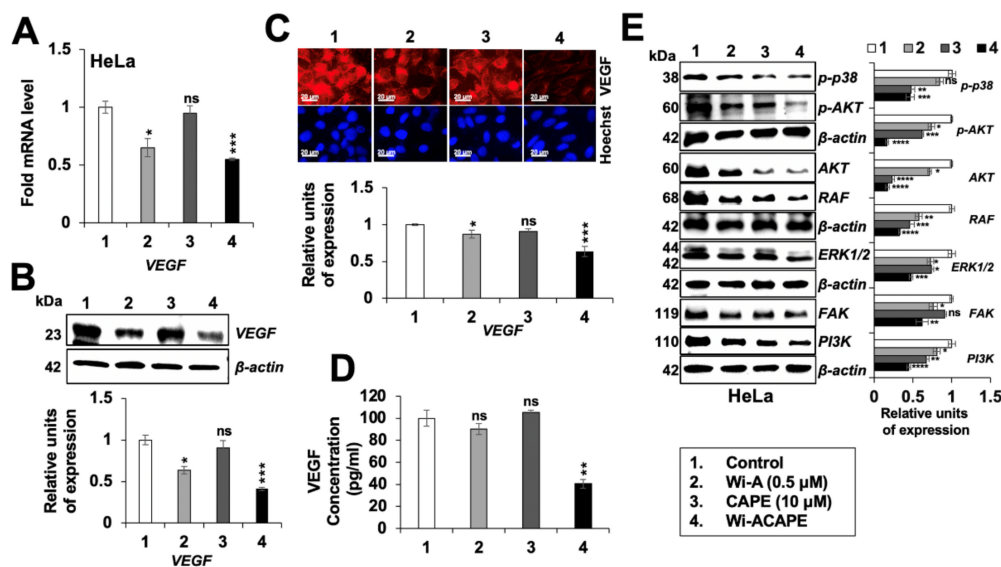 A
HeLa
Fold mRNA level
1.5
1
0.5
0
*
ns
***
1 2 3 4
VEGF
B
kDa 1 2 3 4
23 VEGF
42 β-actin
Relative units
of expression
1.5
1
0.5
0
*
ns
***
1 2 3 4
VEGF
C
1 2 3 4
20 μm 20 μm 20 μm 20 μm
VEGF
20 μm 20 μm 20 μm 20 μm
Hoechst
Relative units
of expression
1.5
1
0.5
0
*
ns
***
1 2 3 4
VEGF
D
VEGF
Concentration
(pg/ml)
120
100
80
60
40
20
0
ns
ns
**
1 2 3 4
E
kDa 1 2 3 4
38 p-p38
60 p-AKT
42 β-actin
60 AKT
68 RAF
42 β-actin
44
42 ERK1/2
42 β-actin
119 FAK
110 PI3K
42 β-actin
HeLa
1 2 3 4
ns
**
***
p-p38
*
***
****
p-AKT
*
****
****
AKT
**
***
****
RAF
*
*
***
ERK1/2
*
ns
**
FAK
*
**
****
PI3K
0 0.5 1 1.5
Relative units
of expression
1. Control
2. Wi-A (0.5 μM)
3. CAPE (10 μM)
4. Wi-ACAPE